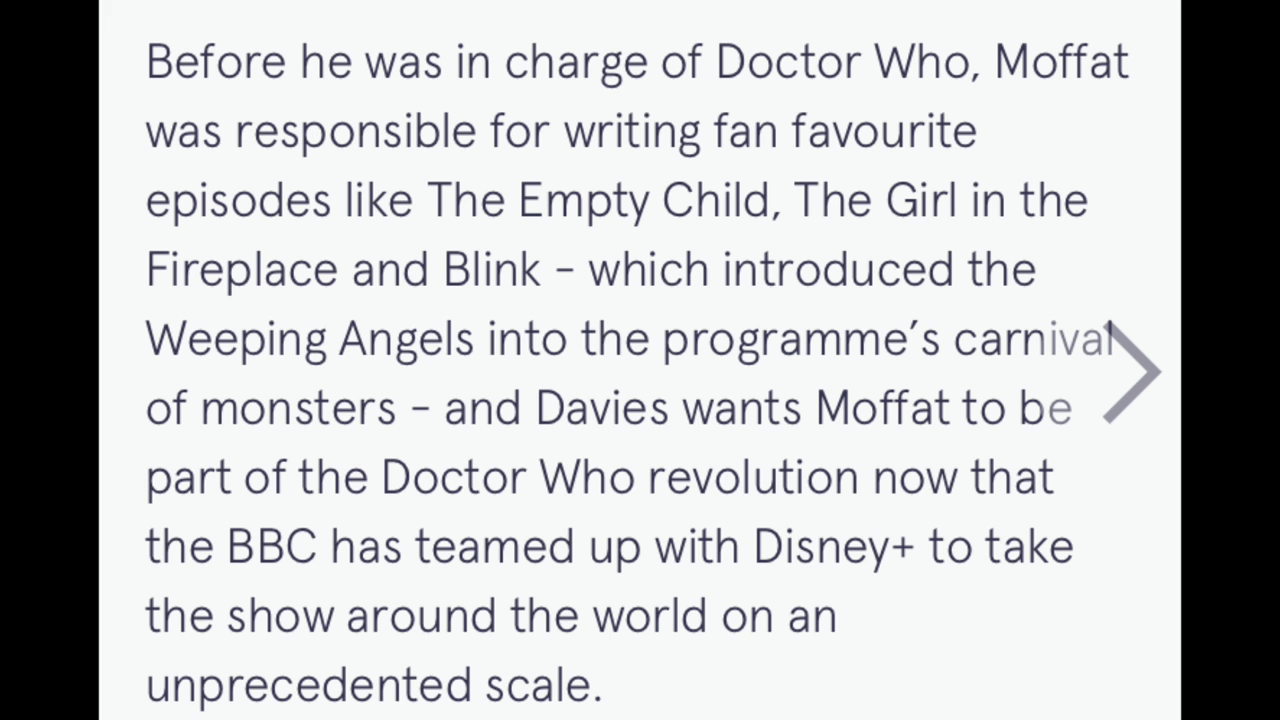 Before he was in charge of Doctor Who, Moffat
was responsible for writing fan favourite
episodes like The Empty Child, The Girl in the
Fireplace and Blink – which introduced the
Weeping Angels into the programme’s carnival
of monsters – and Davies wants Moffat to be
part of the Doctor Who revolution now that
the BBC has teamed up with Disney+ to take
the show around the world on an
unprecedented scale.